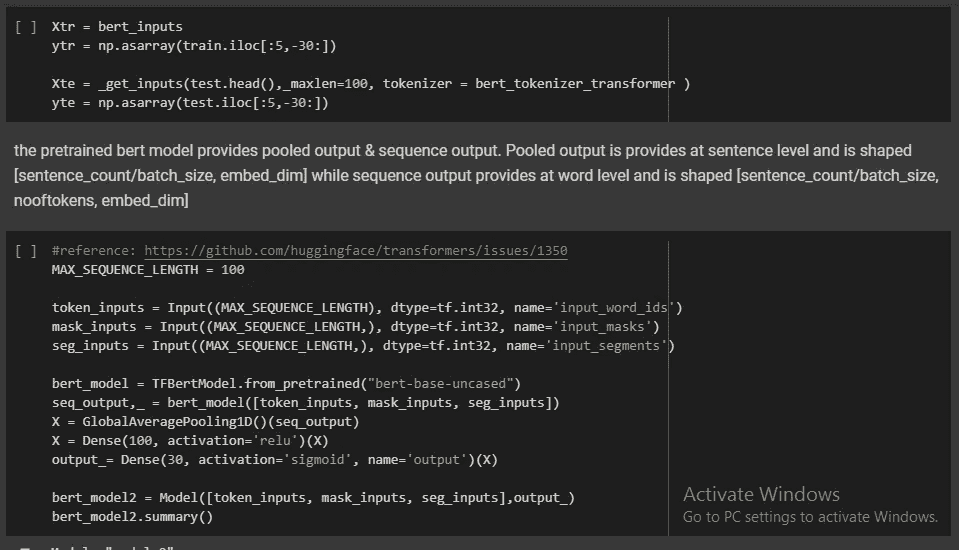 [ ] Xtr = bert_inputs
ytr = np.asarray(train.iloc[:5,-30:])
Xte = _get_inputs(test.head(),_maxlen=100, tokenizer = bert_tokenizer_transformer )
yte = np.asarray(test.iloc[:5,-30:])
the pretrained bert model provides pooled output & sequence output. Pooled output is provides at sentence level and is shaped
[sentence_count/batch_size, embed_dim] while sequence output provides at word level and is shaped [sentence_count/batch_size,
nooftokens, embed_dim]
[ ] #reference: https://github.com/huggingface/transformers/issues/1350
MAX_SEQUENCE_LENGTH = 100
token_inputs = Input((MAX_SEQUENCE_LENGTH), dtype=tf.int32, name='input_word_ids')
mask_inputs = Input((MAX_SEQUENCE_LENGTH,), dtype=tf.int32, name='input_masks')
seg_inputs = Input((MAX_SEQUENCE_LENGTH,), dtype=tf.int32, name='input_segments')
bert_model = TFBertModel.from_pretrained("bert-base-uncased")
seq_output,_ = bert_model([token_inputs, mask_inputs, seg_inputs])
X = GlobalAveragePooling1D()(seq_output)
X = Dense(100, activation='relu')(X)
output_= Dense(30, activation='sigmoid', name='output')(X)
bert_model2 = Model([token_inputs, mask_inputs, seg_inputs],output_)
bert_model2.summary()
Activate Windows
Go to PC settings to activate Windows.